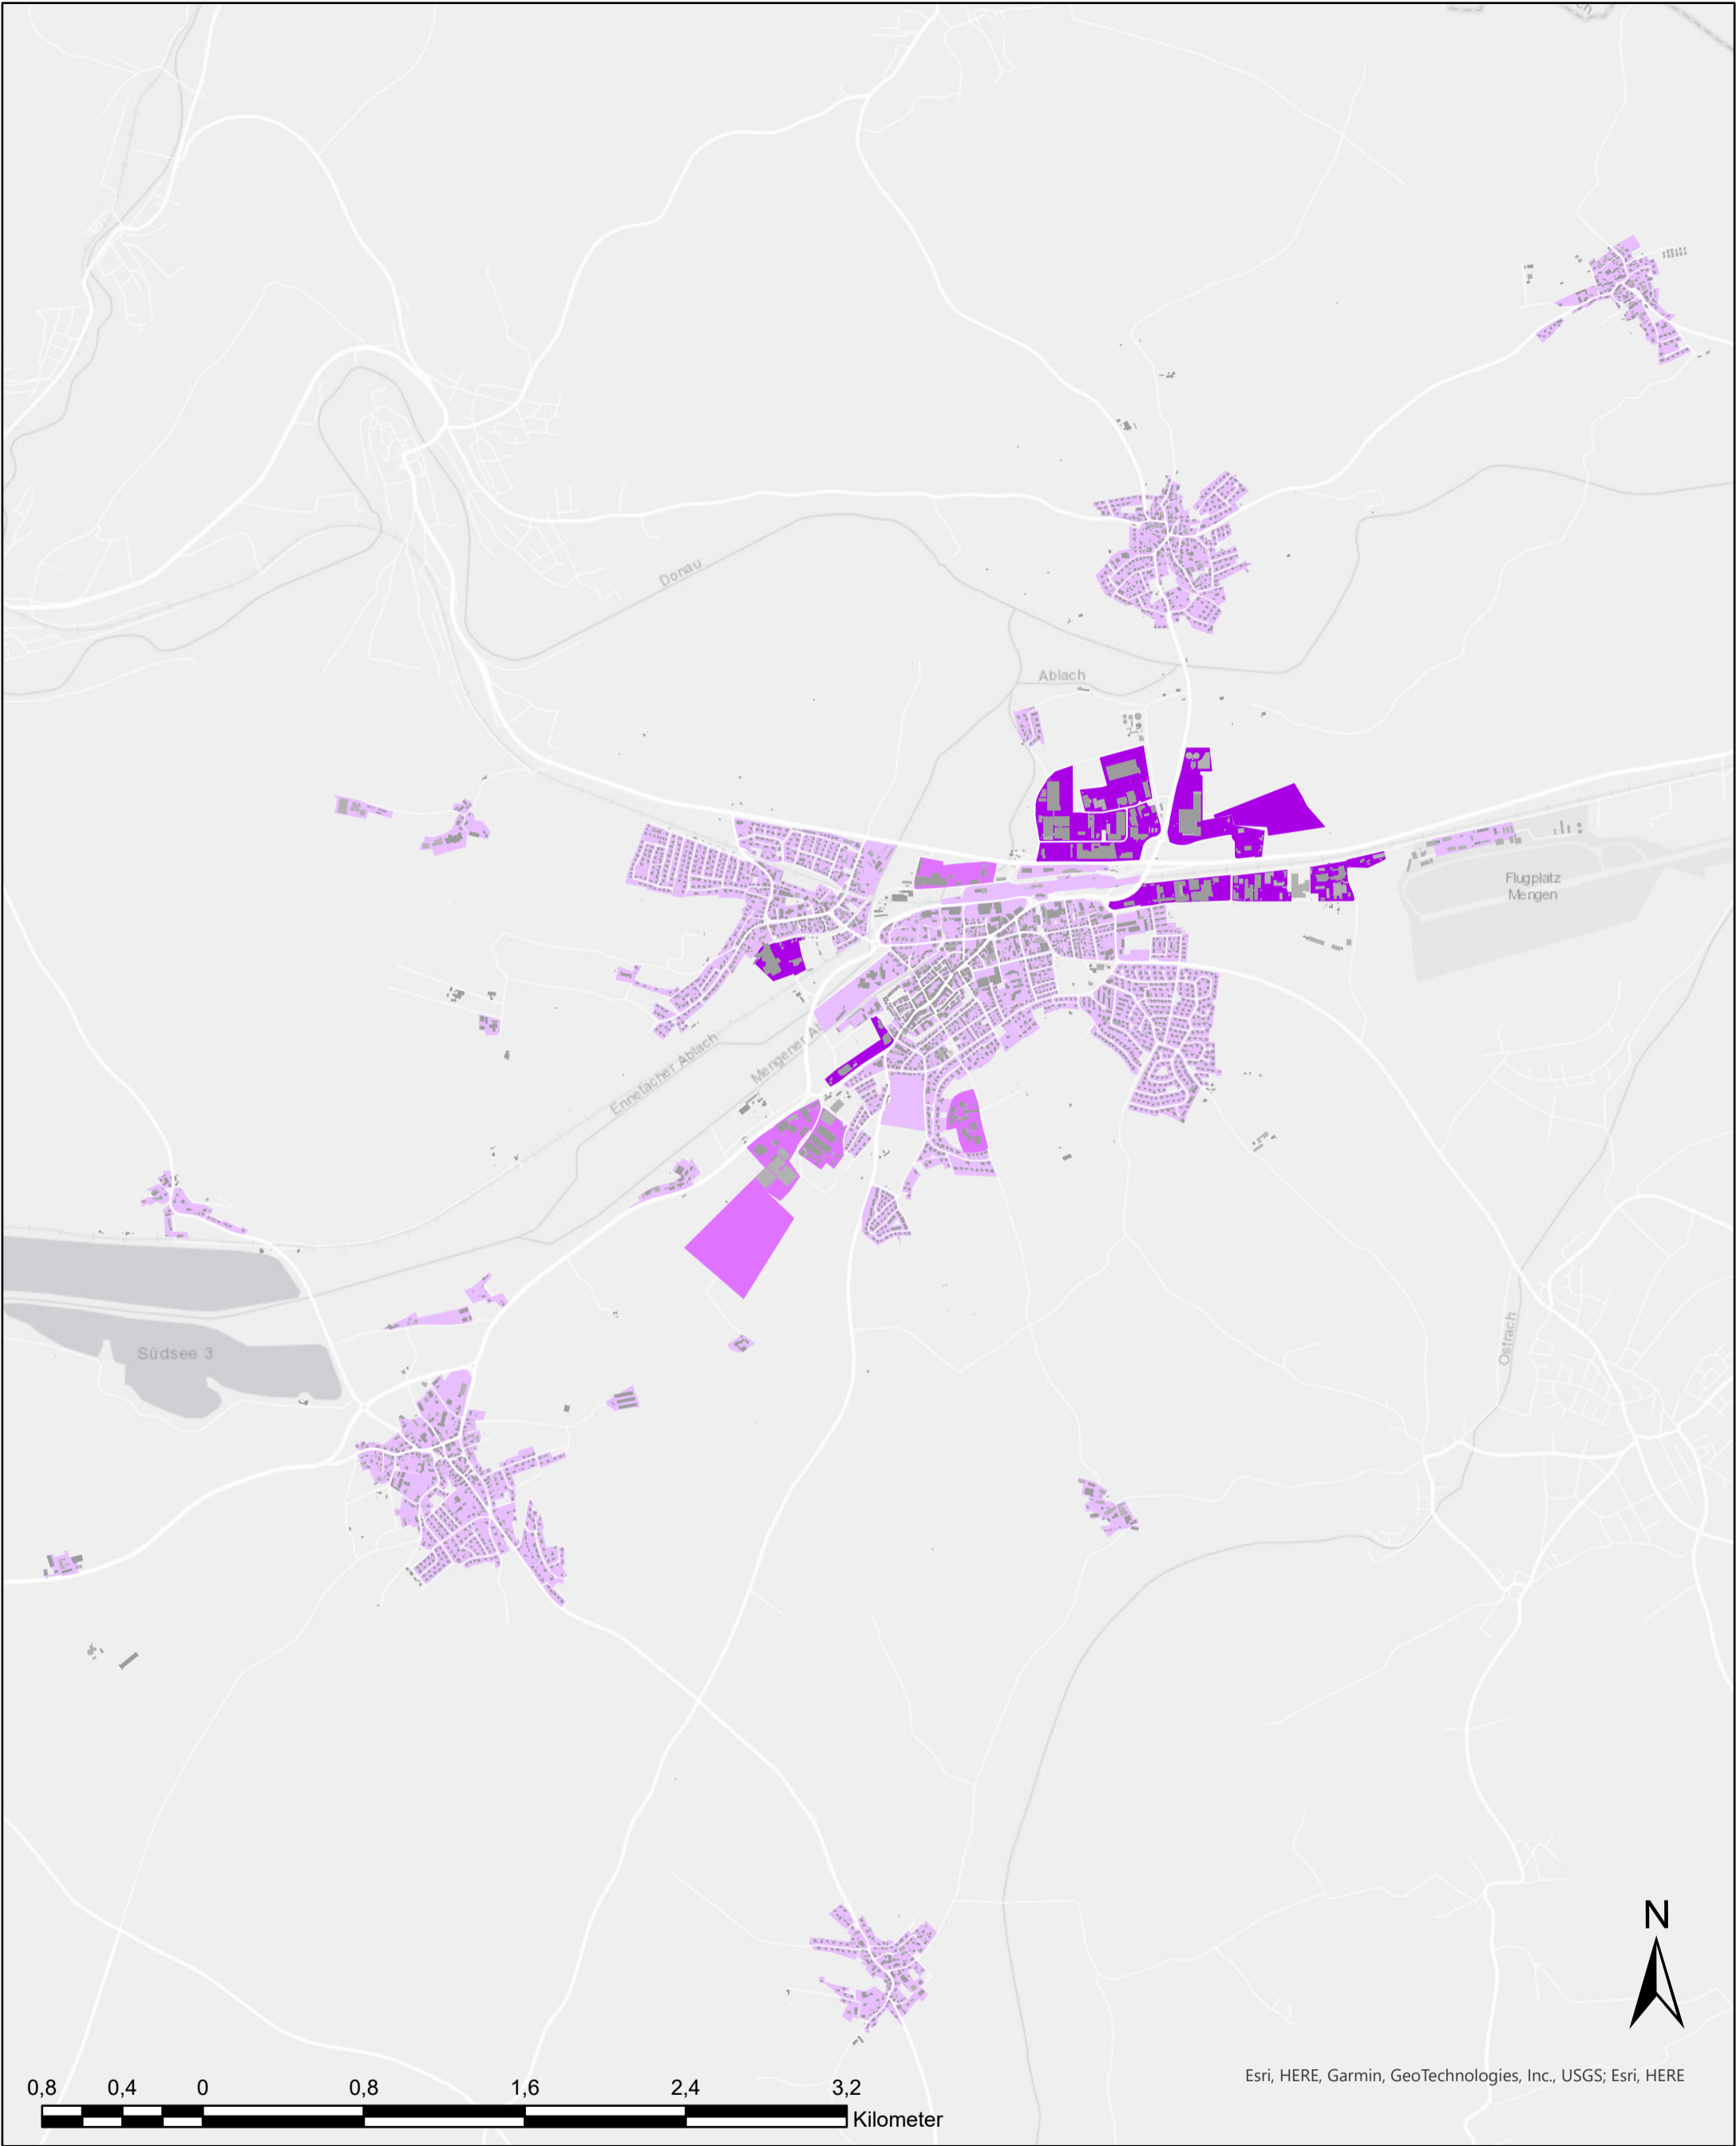 ch
Donau
Ablach
Flugplatz
Mengen
Ennetacher Ablach
Mengener A
Südsee 3
Ostrach
N
Esri, HERE, Garmin, GeoTechnologies, Inc., USGS; Esri, HERE
0,8 0,4 0 0,8 1,6 2,4 3,2
Kilometer